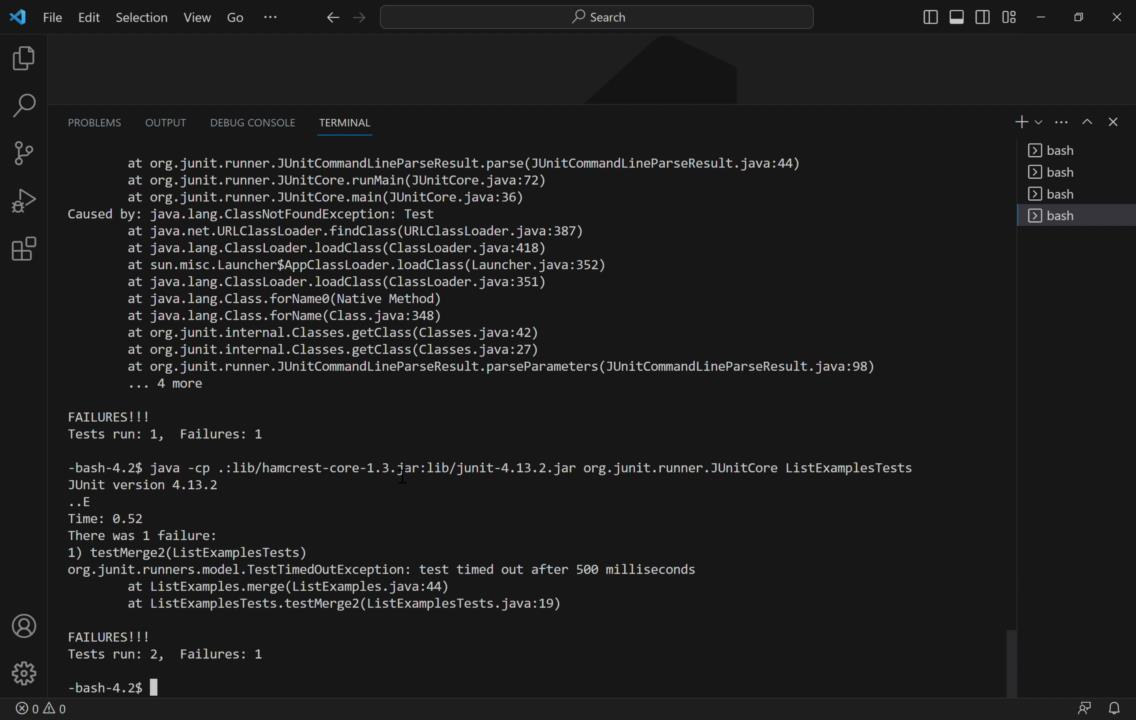 File Edit Selection View Go ··· Search
PROBLEMS OUTPUT DEBUG CONSOLE TERMINAL
at org.junit.runner.JUnitCommandLineParseResult.parse(JUnitCommandLineParseResult.java:44)
at org.junit.runner.JUnitCore.runMain(JUnitCore.java:72)
at org.junit.runner.JUnitCore.main(JUnitCore.java:36)
Caused by: java.lang.ClassNotFoundException: Test
at java.net.URLClassLoader.findClass(URLClassLoader.java:387)
at java.lang.ClassLoader.loadClass(ClassLoader.java:418)
at sun.misc.Launcher$AppClassLoader.loadClass(Launcher.java:352)
at java.lang.ClassLoader.loadClass(ClassLoader.java:351)
at java.lang.Class.forName0(Native Method)
at java.lang.Class.forName(Class.java:348)
at org.junit.internal.Classes.getClass(Classes.java:42)
at org.junit.internal.Classes.getClass(Classes.java:27)
at org.junit.runner.JUnitCommandLineParseResult.parseParameters(JUnitCommandLineParseResult.java:98)
... 4 more
FAILURES!!!
Tests run: 1,  Failures: 1
-bash-4.2$ java -cp .:lib/hamcrest-core-1.3.jar:lib/junit-4.13.2.jar org.junit.runner.JUnitCore ListExamplesTests
JUnit version 4.13.2
..E
Time: 0.52
There was 1 failure:
1) testMerge2(ListExamplesTests)
org.junit.runners.model.TestTimedOutException: test timed out after 500 milliseconds
at ListExamples.merge(ListExamples.java:44)
at ListExamplesTests.testMerge2(ListExamplesTests.java:19)
FAILURES!!!
Tests run: 2,  Failures: 1
-bash-4.2$
bash
bash
bash
bash
0 0